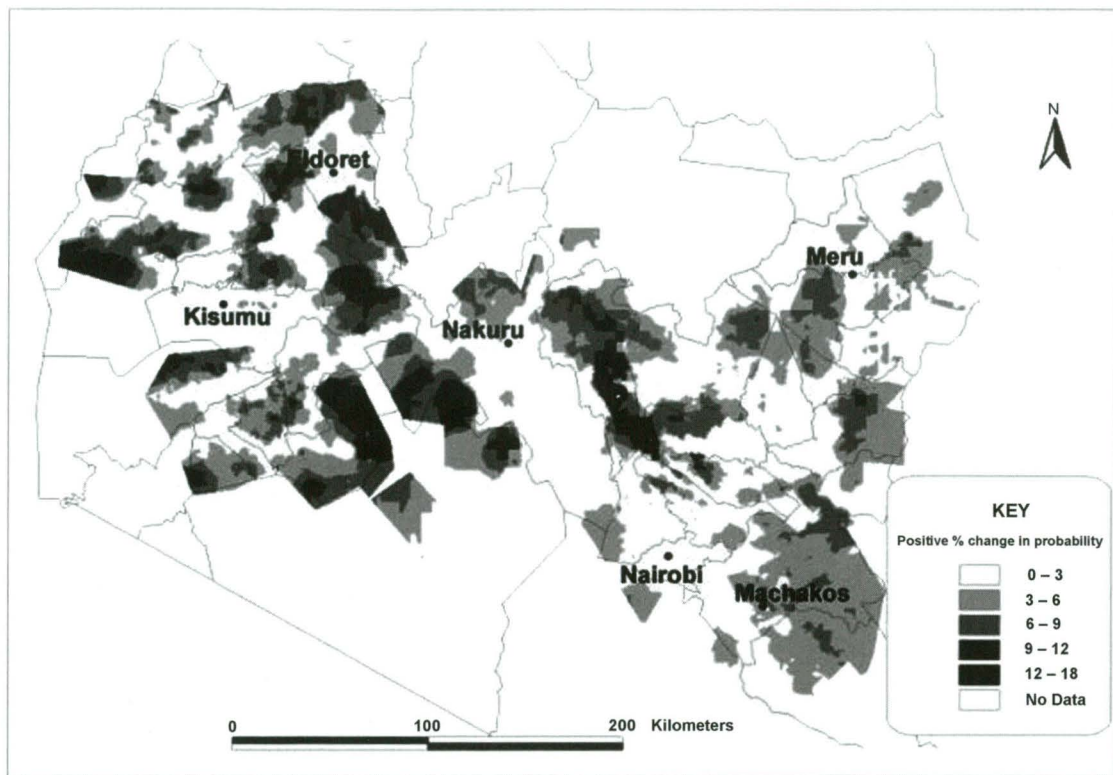 N
Eldoret
Meru
Kisumu
Nakuru
Nairobi
Machakos
KEY
Positive % change in probability
0 – 3
3 – 6
6 – 9
9 – 12
12 – 18
No Data
0 100 200 Kilometers